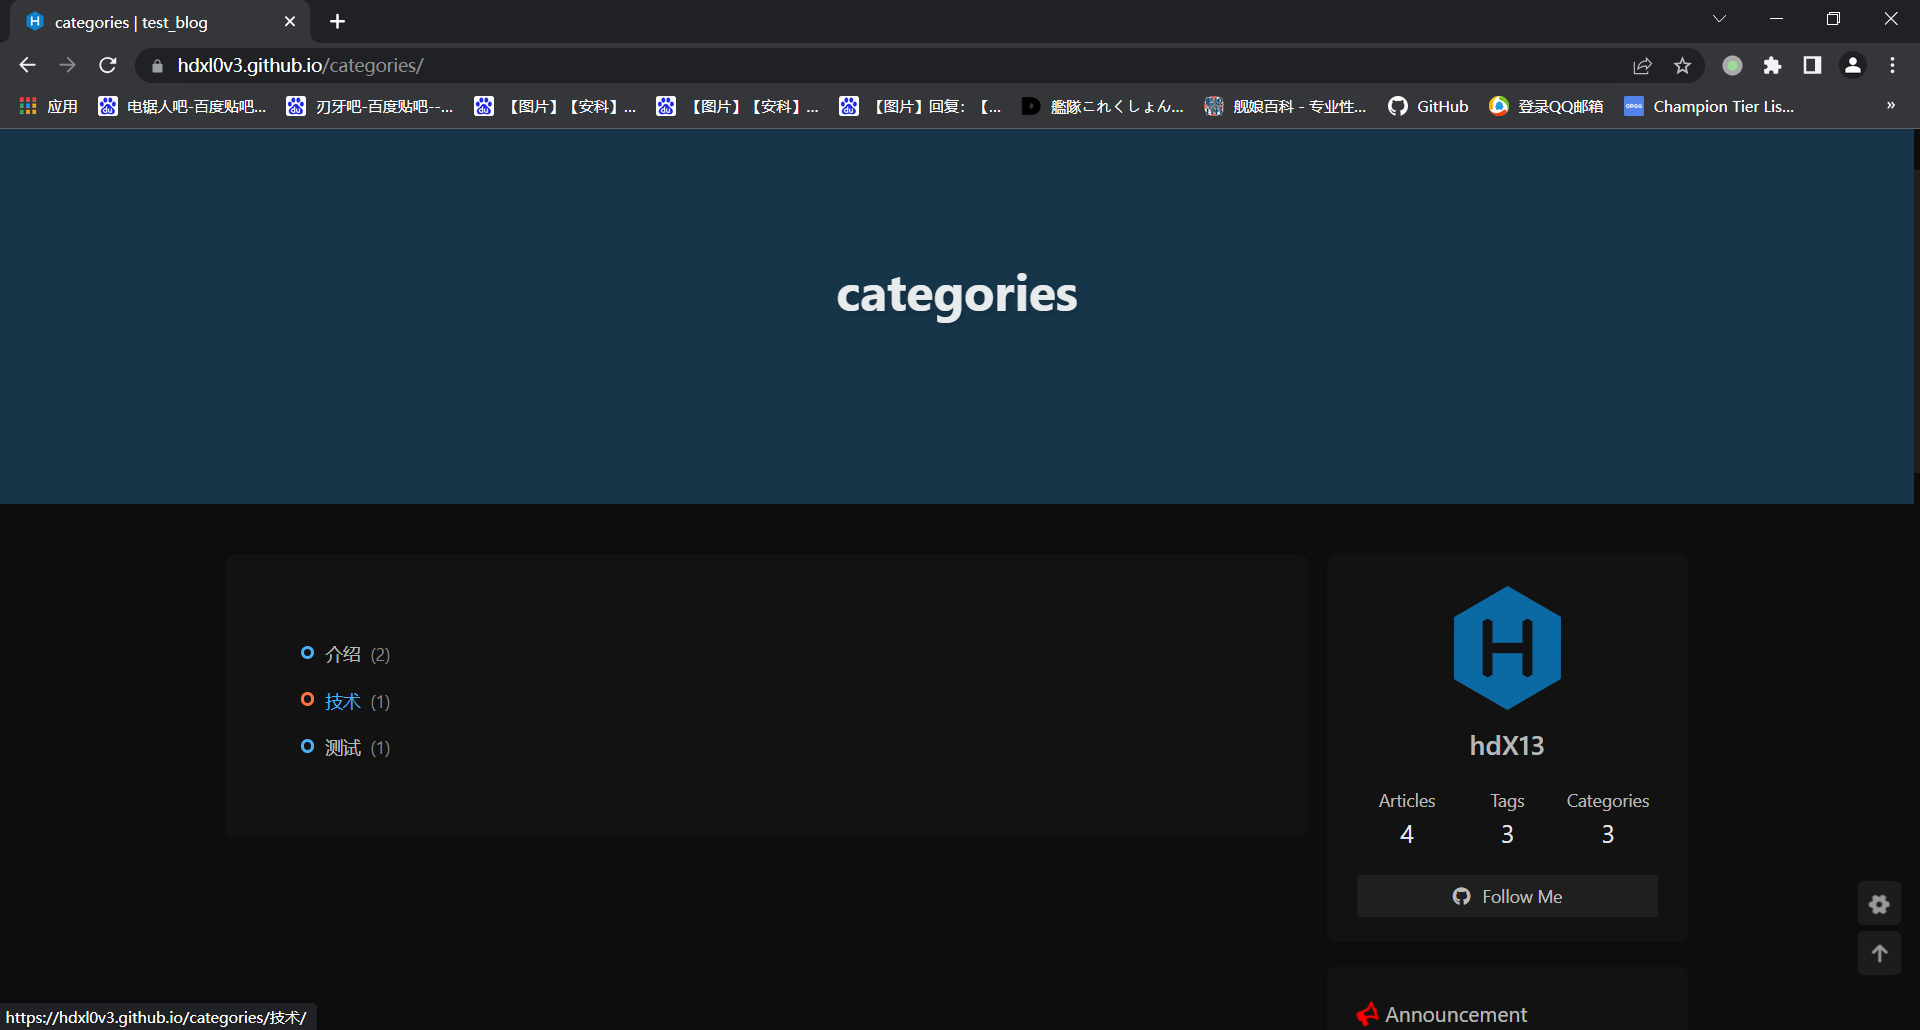 categories | test_blog
hdxl0v3.github.io/categories/
应用 电锯人吧-百度贴吧... 刃牙吧-百度贴吧--... 【图片】【安科】... 【图片】【安科】... 【图片】回复：【... 艦隊これくしょん... 舰娘百科 - 专业性... GitHub 登录QQ邮箱 Champion Tier Lis... »
categories
介绍 (2)
技术 (1)
测试 (1)
hdX13
Articles Tags Categories
4 3 3
Follow Me
Announcement
https://hdxl0v3.github.io/categories/技术/